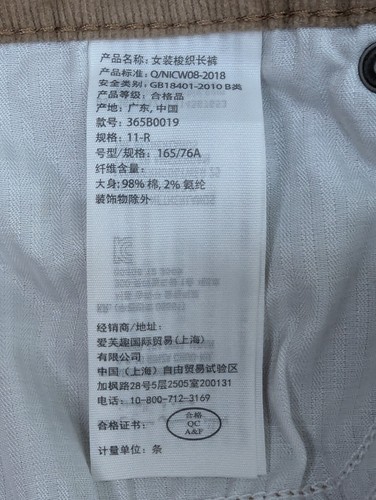 产品名称: 女装梭织长裤
产品标准: Q/NICW08-2018
安全类别: GB18401-2010 B类
产品等级: 合格品
产地: 广东, 中国
款号: 365B0019
规格: 11-R
号型/规格: 165/76A
纤维含量:
大身: 98% 棉, 2% 氨纶
装饰物除外
经销商/地址:
爱芙趣国际贸易(上海)
有限公司
中国（上海）自由贸易试验区
加枫路28号5层2505室200131
电话: 10-800-712-3169
合格证书:
合格
QC
A&F
计量单位: 条